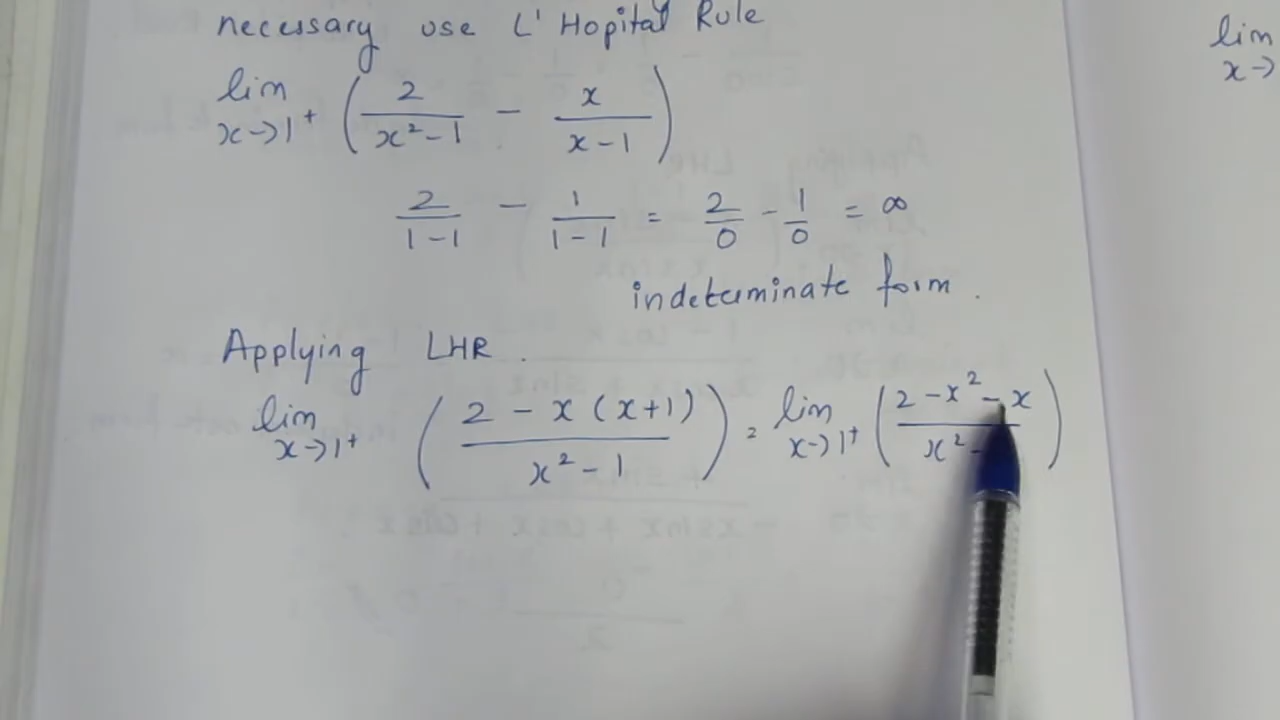 necessary use L' Hopital Rule
lim x→1⁺ ( 2/(x²-1) - x/(x-1) )
2/(1-1) - 1/(1-1) = 2/0 - 1/0 = ∞
indeterminate form.
Applying LHR.
lim x→1⁺ ( (2 - x(x+1))/(x²-1) ) = lim x→1⁺ ( (2-x²-x)/(x²-
lim x→